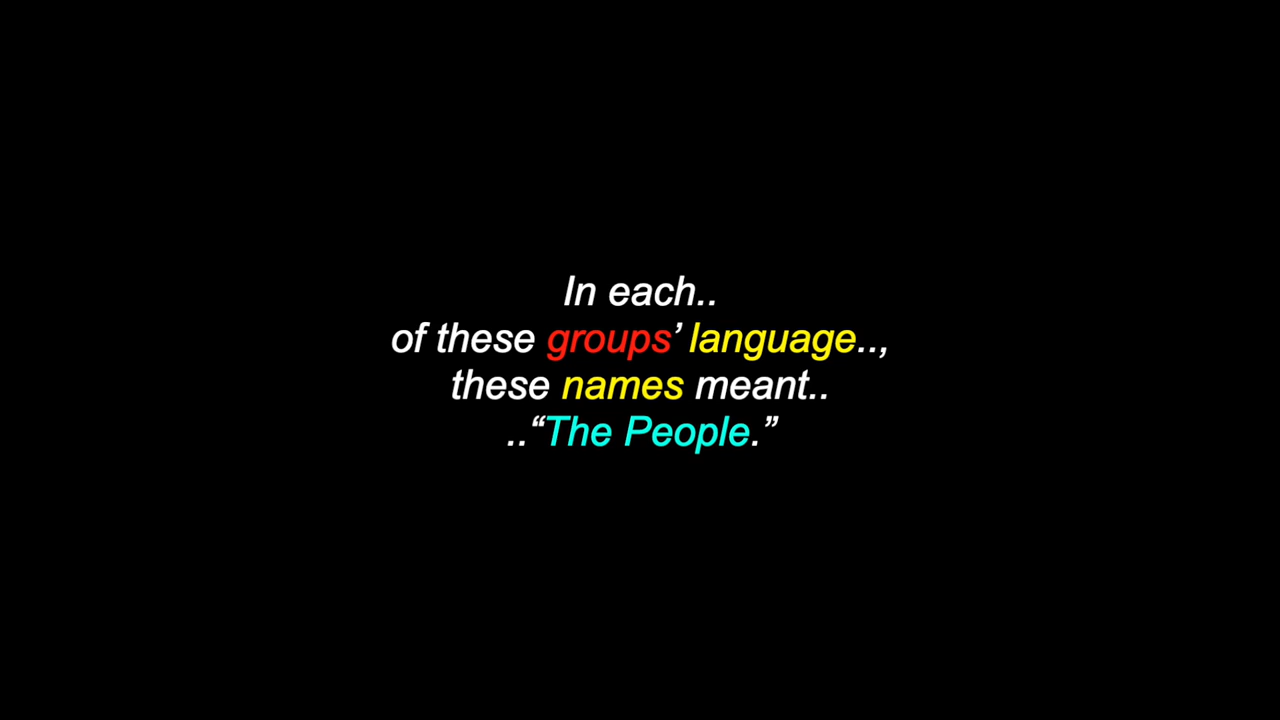 In each..
of these groups’ language..,
these names meant..
..“The People.”